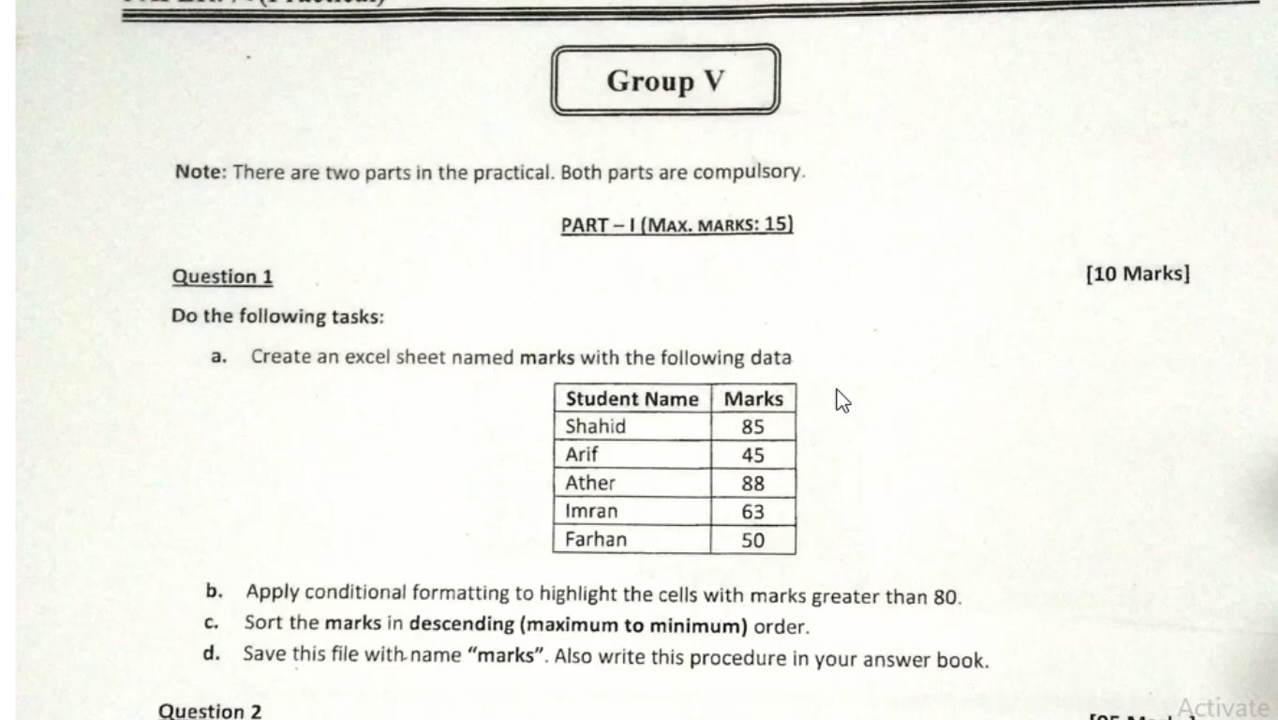 Group V
Note: There are two parts in the practical. Both parts are compulsory.
PART – I (MAX. MARKS: 15)
Question 1 [10 Marks]
Do the following tasks:
a. Create an excel sheet named marks with the following data
Student Name Marks
Shahid 85
Arif 45
Ather 88
Imran 63
Farhan 50
b. Apply conditional formatting to highlight the cells with marks greater than 80.
c. Sort the marks in descending (maximum to minimum) order.
d. Save this file with name “marks”. Also write this procedure in your answer book.
Question 2
Activate